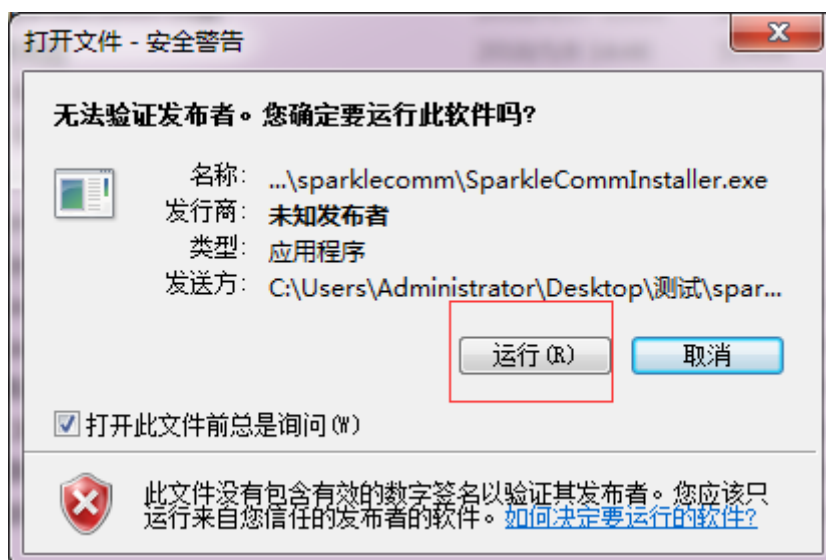 打开文件 - 安全警告
无法验证发布者。您确定要运行此软件吗?
名称: ...\sparklecomm\SparkleCommInstaller.exe
发行商: 未知发布者
类型: 应用程序
发送方: C:\Users\Administrator\Desktop\测试\spar...
运行(R) 取消
打开此文件前总是询问(W)
此文件没有包含有效的数字签名以验证其发布者。您应该只
运行来自您信任的发布者的软件。如何决定要运行的软件?